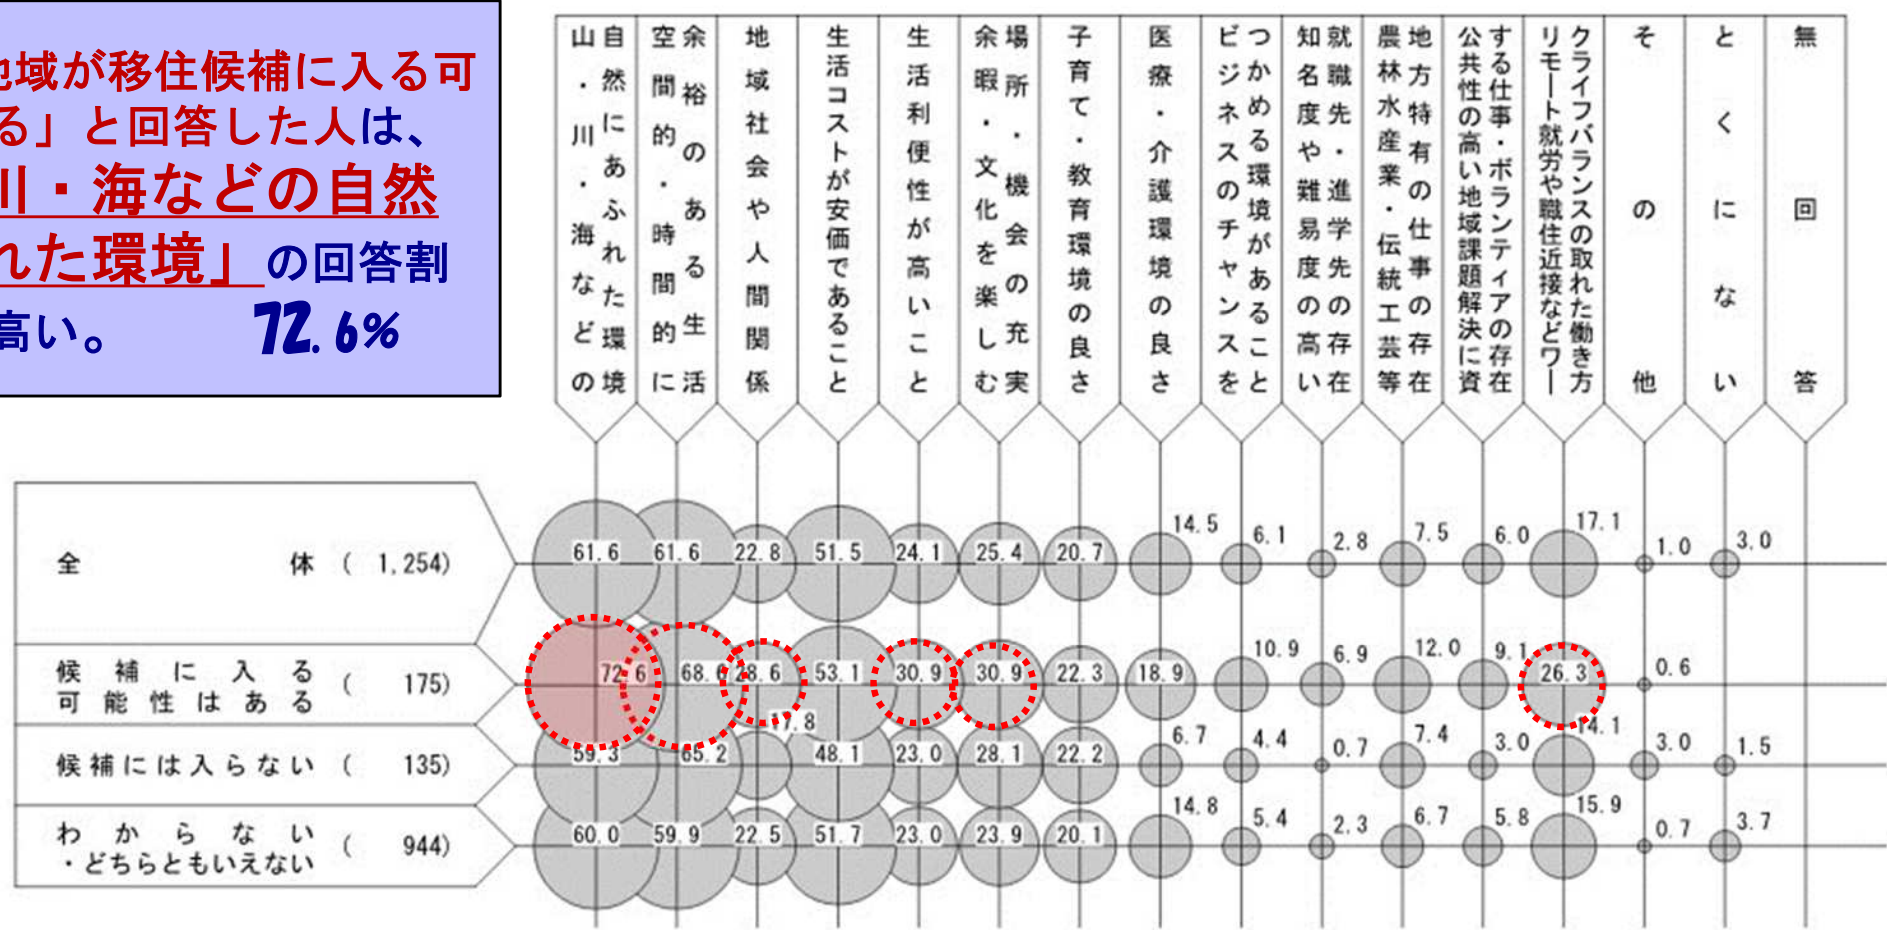 地域が移住候補に入る可
る」と回答した人は、
川・海などの自然
れた環境」の回答割
高い。 72.6%
山・川・海などの
自然にあふれた環境
空間的・時間的に
余裕のある生活
地域社会や人間関係
生活コストが安価であること
生活利便性が高いこと
余暇・文化を楽しむ
場所・機会の充実
子育て・教育環境の良さ
医療・介護環境の良さ
ビジネスのチャンスを
つかめる環境があること
知名度や難易度の高い
就職先・進学先の存在
農林水産業・伝統工芸等
地方特有の仕事の存在
公共性の高い地域課題解決に資
する仕事・ボランティアの存在
リモート就労や職住近接などワー
クライフバランスの取れた働き方
その他
とくにない
無回答
全体 ( 1,254) 61.6 61.6 22.8 51.5 24.1 25.4 20.7 14.5 6.1 2.8 7.5 6.0 17.1 1.0 3.0
候補に入る
可能性はある ( 175) 72.6 68.6 28.6 53.1 30.9 30.9 22.3 18.9 10.9 6.9 12.0 9.1 26.3 0.6
候補には入らない ( 135) 59.3 65.2 17.8 48.1 23.0 28.1 22.2 6.7 4.4 0.7 7.4 3.0 14.1 3.0 1.5
わからない
・どちらともいえない ( 944) 60.0 59.9 22.5 51.7 23.0 23.9 20.1 14.8 5.4 2.3 6.7 5.8 15.9 0.7 3.7